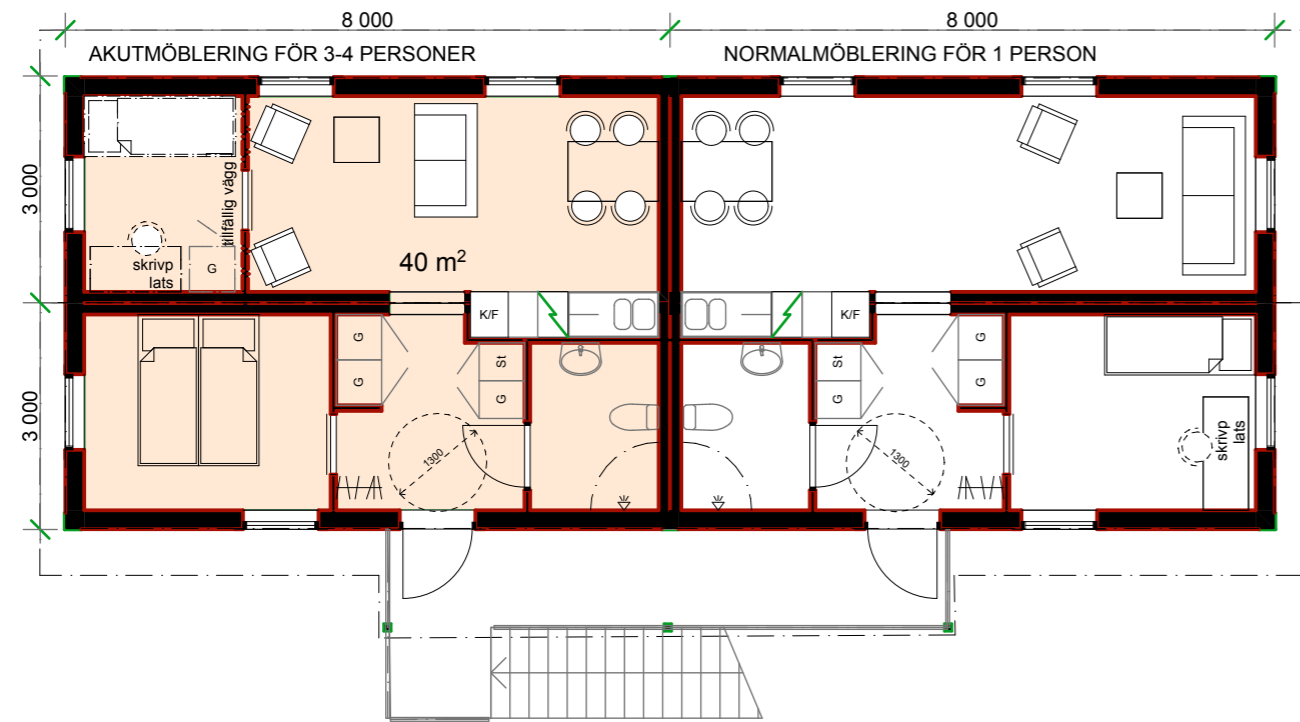 8 000
8 000
AKUTMÖBLERING FÖR 3-4 PERSONER
NORMALMÖBLERING FÖR 1 PERSON
3 000
tillfällig vägg
skrivp
lats
G
40 m²
K/F
K/F
3 000
G
G
St
G
St
G
G
G
1300
1300
skrivp
lats